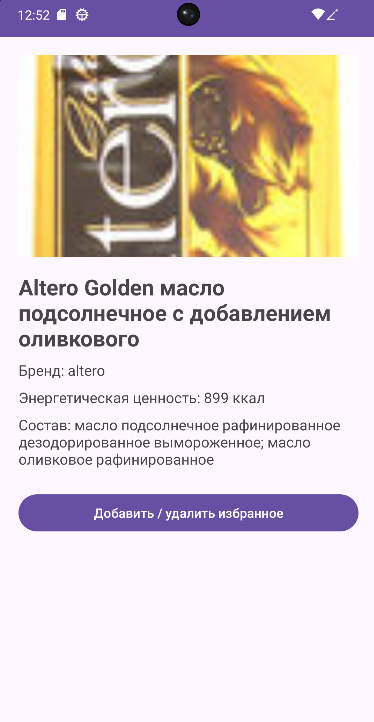 12:52
Altero Golden масло
подсолнечное с добавлением
оливкового
Бренд: altero
Энергетическая ценность: 899 ккал
Состав: масло подсолнечное рафинированное
дезодорированное вымороженное; масло
оливковое рафинированное
Добавить / удалить избранное